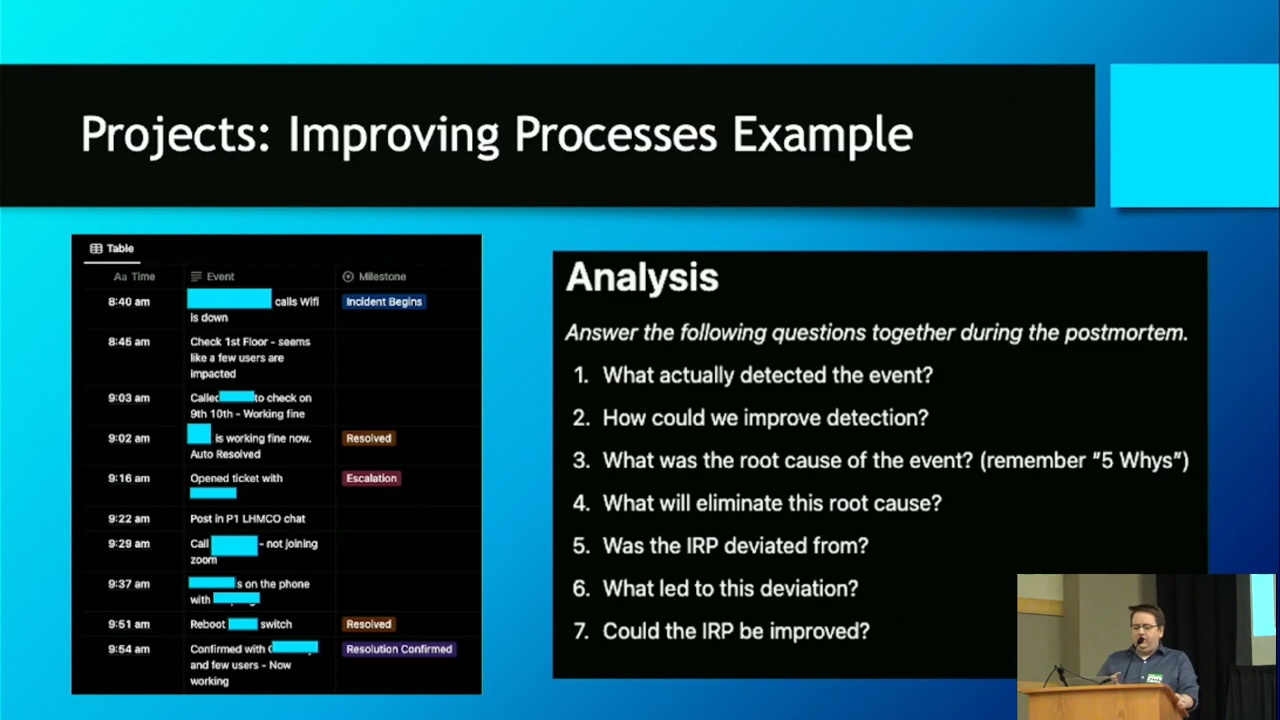 Projects: Improving Processes Example
Table
Aa Time Event Milestone
8:40 am calls Wifi Incident Begins
is down
8:45 am Check 1st Floor - seems
like a few users are
impacted
9:03 am Called to check on
9th 10th - Working fine
9:02 am is working fine now. Resolved
Auto Resolved
9:16 am Opened ticket with Escalation
9:22 am Post in P1 LHMCO chat
9:29 am Call - not joining
zoom
9:37 am s on the phone
with
9:51 am Reboot switch Resolved
9:54 am Confirmed with Resolution Confirmed
and few users - Now
working
Analysis
Answer the following questions together during the postmortem.
1. What actually detected the event?
2. How could we improve detection?
3. What was the root cause of the event? (remember "5 Whys")
4. What will eliminate this root cause?
5. Was the IRP deviated from?
6. What led to this deviation?
7. Could the IRP be improved?